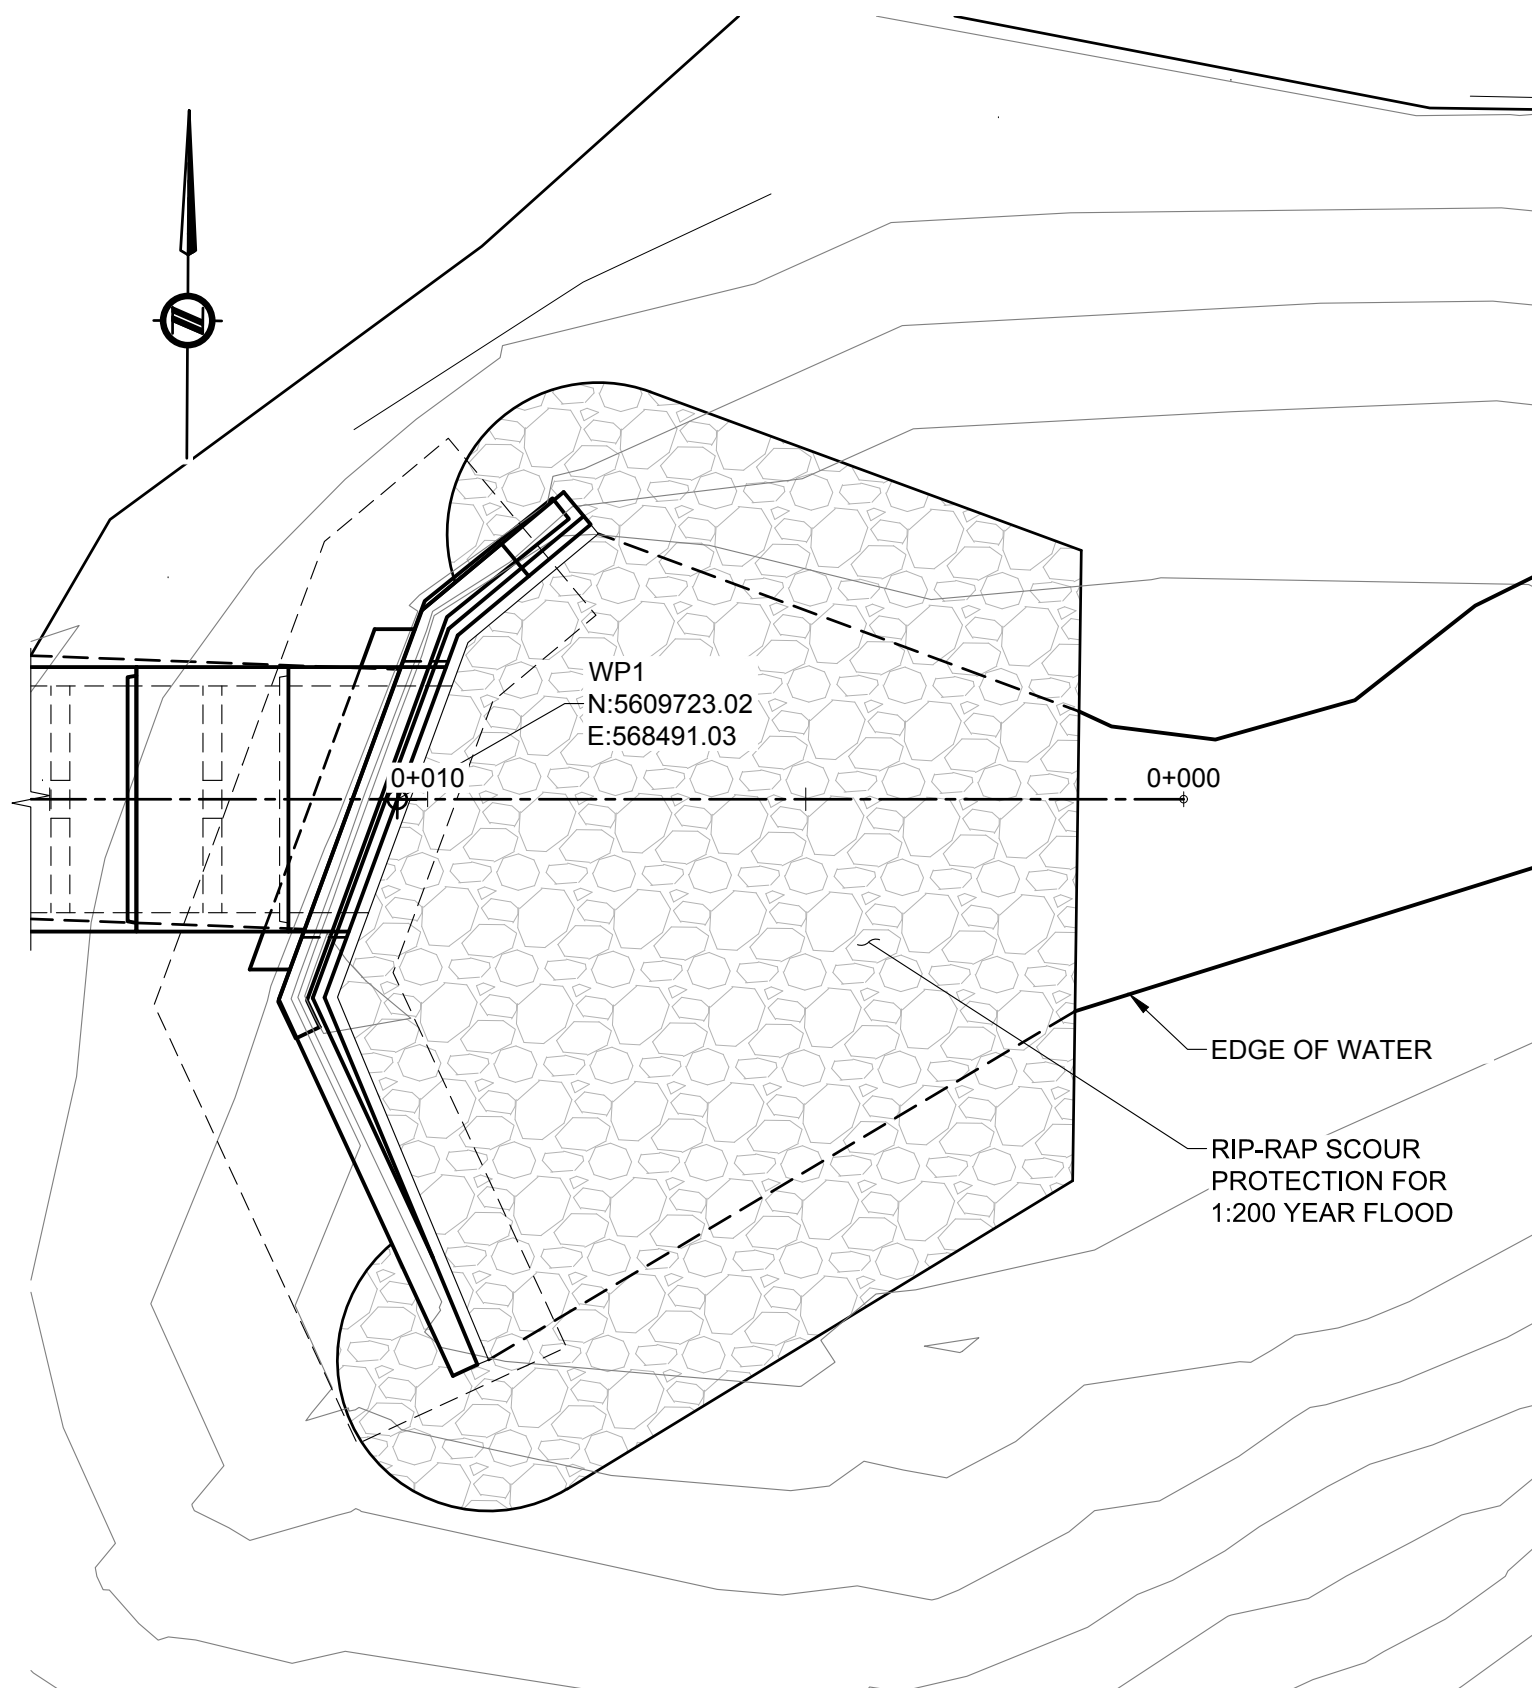 WP1
N:5609723.02
E:568491.03
0+010
0+000
EDGE OF WATER
RIP-RAP SCOUR
PROTECTION FOR
1:200 YEAR FLOOD